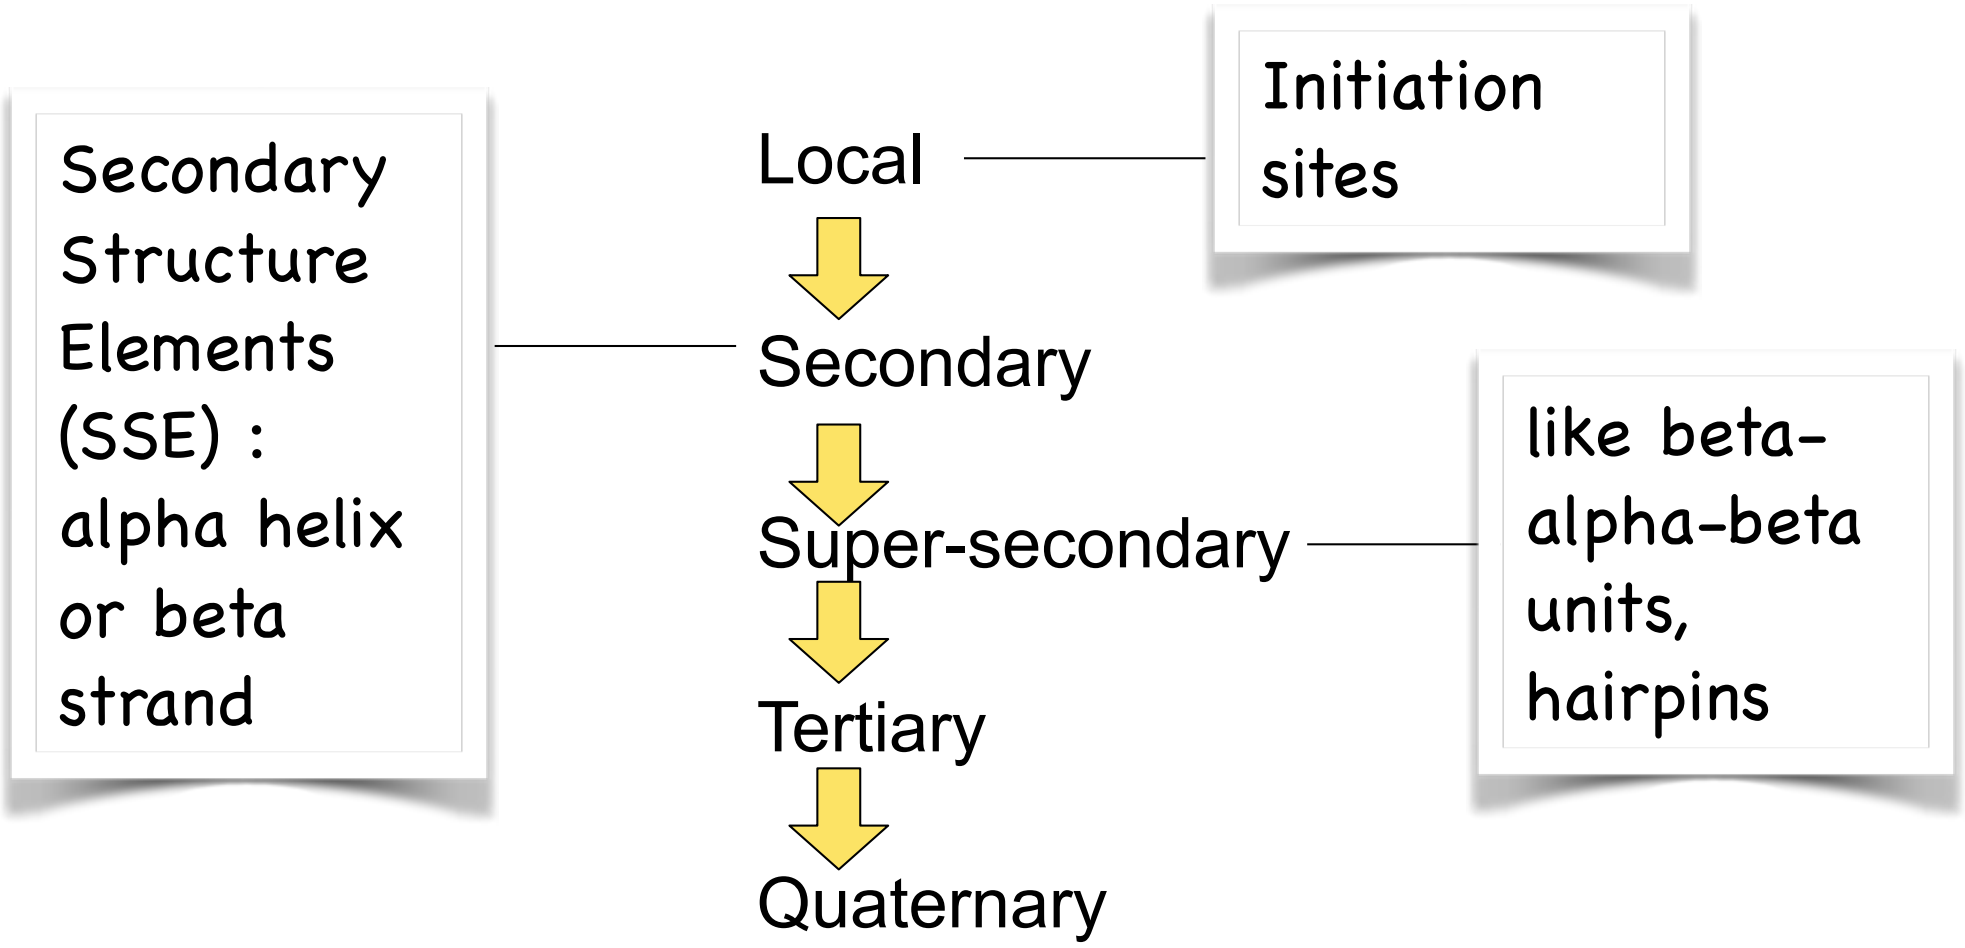 Initiation
sites
Local
Secondary
Structure
Elements
(SSE) :
alpha helix
or beta
strand
Secondary
Super-secondary
like beta-
alpha-beta
units,
hairpins
Tertiary
Quaternary